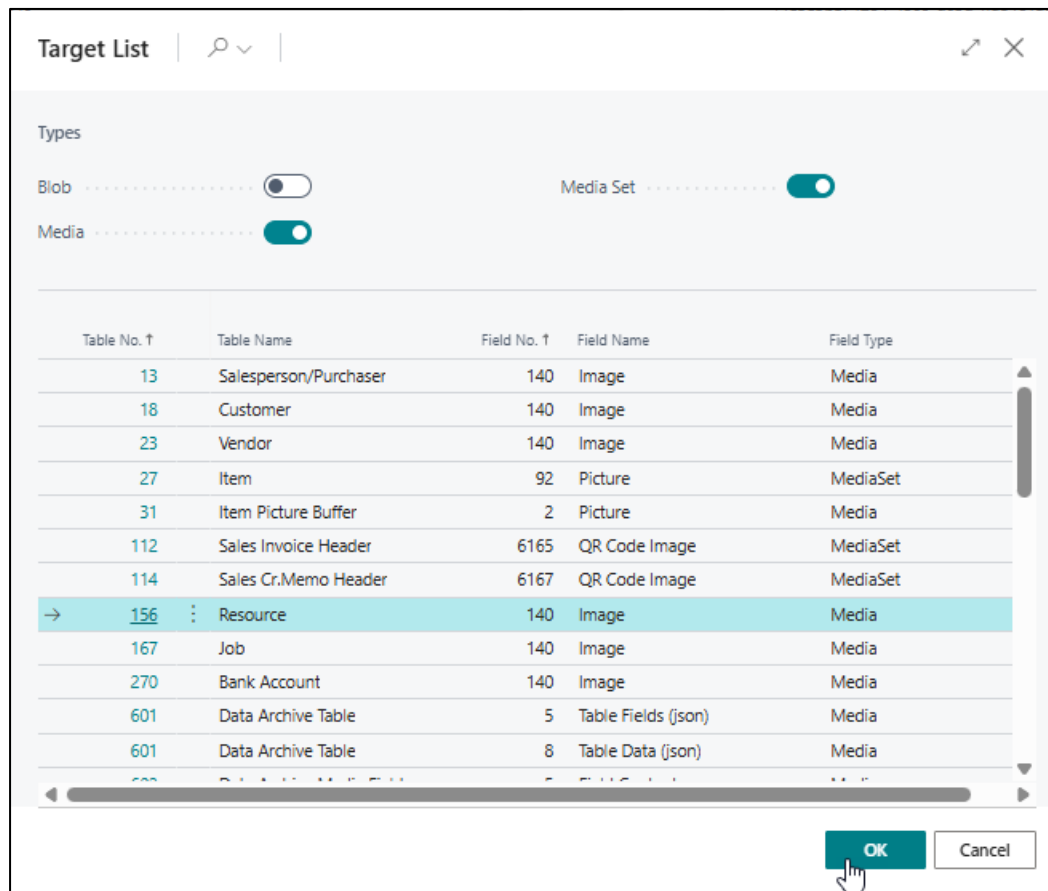 Target List
Types
Blob Media Set
Media
Table No. ↑ Table Name Field No. ↑ Field Name Field Type
13 Salesperson/Purchaser 140 Image Media
18 Customer 140 Image Media
23 Vendor 140 Image Media
27 Item 92 Picture MediaSet
31 Item Picture Buffer 2 Picture Media
112 Sales Invoice Header 6165 QR Code Image MediaSet
114 Sales Cr.Memo Header 6167 QR Code Image MediaSet
156 Resource 140 Image Media
167 Job 140 Image Media
270 Bank Account 140 Image Media
601 Data Archive Table 5 Table Fields (json) Media
601 Data Archive Table 8 Table Data (json) Media
OK Cancel